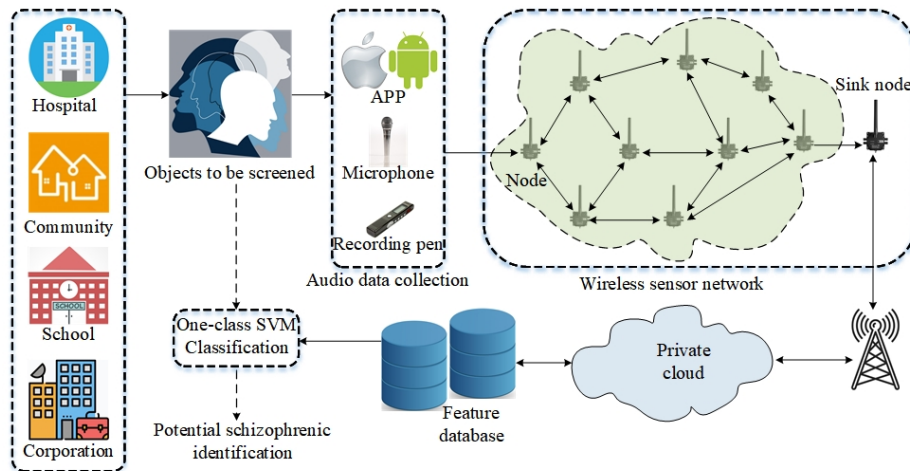 Hospital
Community
School
SCHOOL
Corporation
Objects to be screened
APP
Microphone
Recording pen
Audio data collection
Node
Sink node
Wireless sensor network
One-class SVM
Classification
Potential schizophrenic
identification
Feature
database
Private
cloud